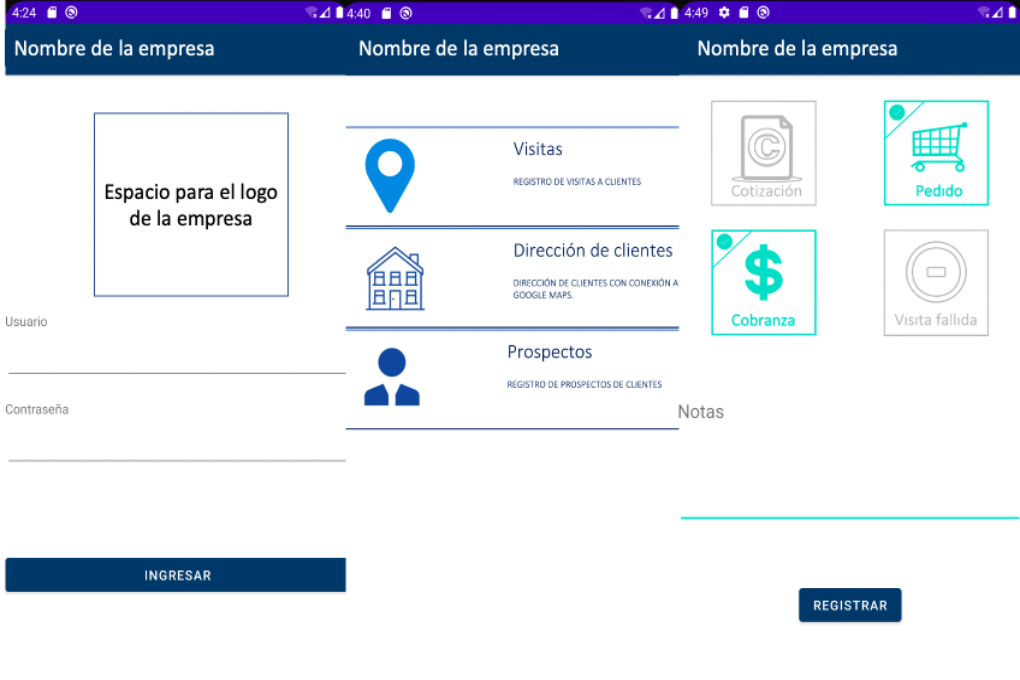 4:24
Nombre de la empresa
Espacio para el logo
de la empresa
Usuario
Contraseña
INGRESAR
4:40
Nombre de la empresa
Visitas
REGISTRO DE VISITAS A CLIENTES
Dirección de clientes
DIRECCIÓN DE CLIENTES CON CONEXIÓN A
GOOGLE MAPS.
Prospectos
REGISTRO DE PROSPECTOS DE CLIENTES
4:49
Nombre de la empresa
C
Cotización
Pedido
$
Cobranza
Visita fallida
Notas
REGISTRAR